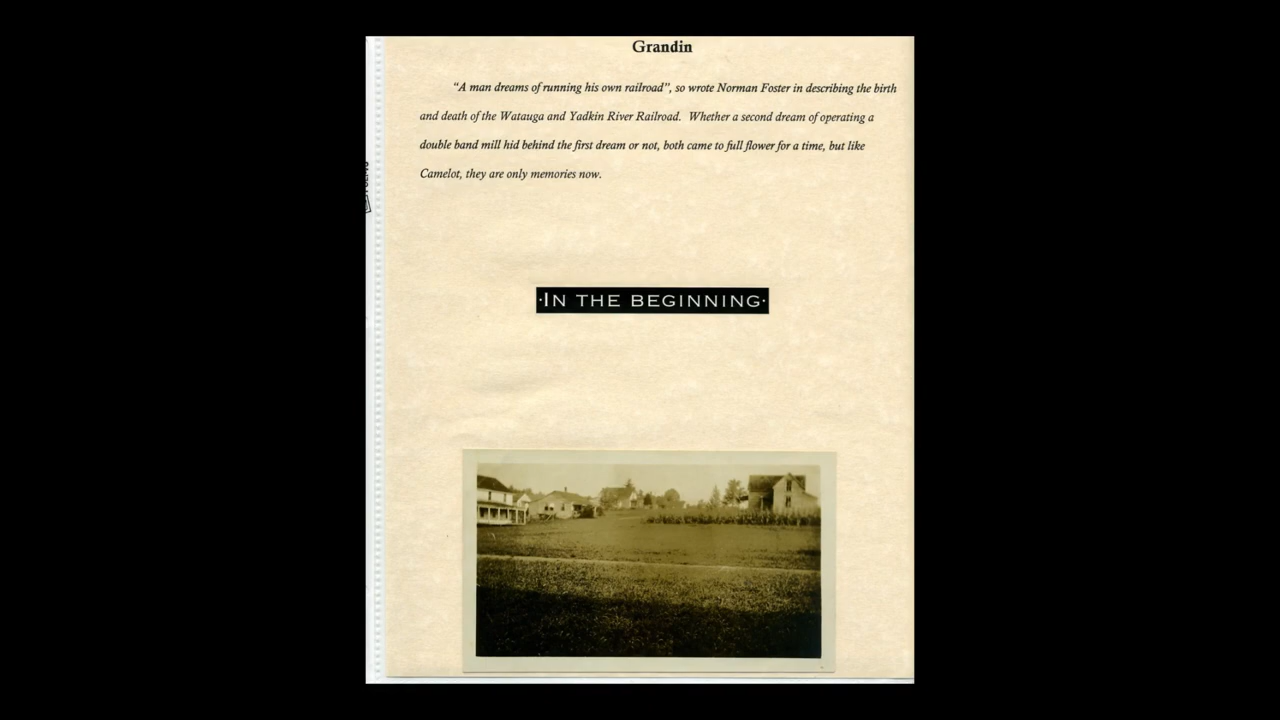 Grandin
“A man dreams of running his own railroad”, so wrote Norman Foster in describing the birth
and death of the Watauga and Yadkin River Railroad.  Whether a second dream of operating a
double band mill hid behind the first dream or not, both came to full flower for a time, but like
Camelot, they are only memories now.
·IN THE BEGINNING·